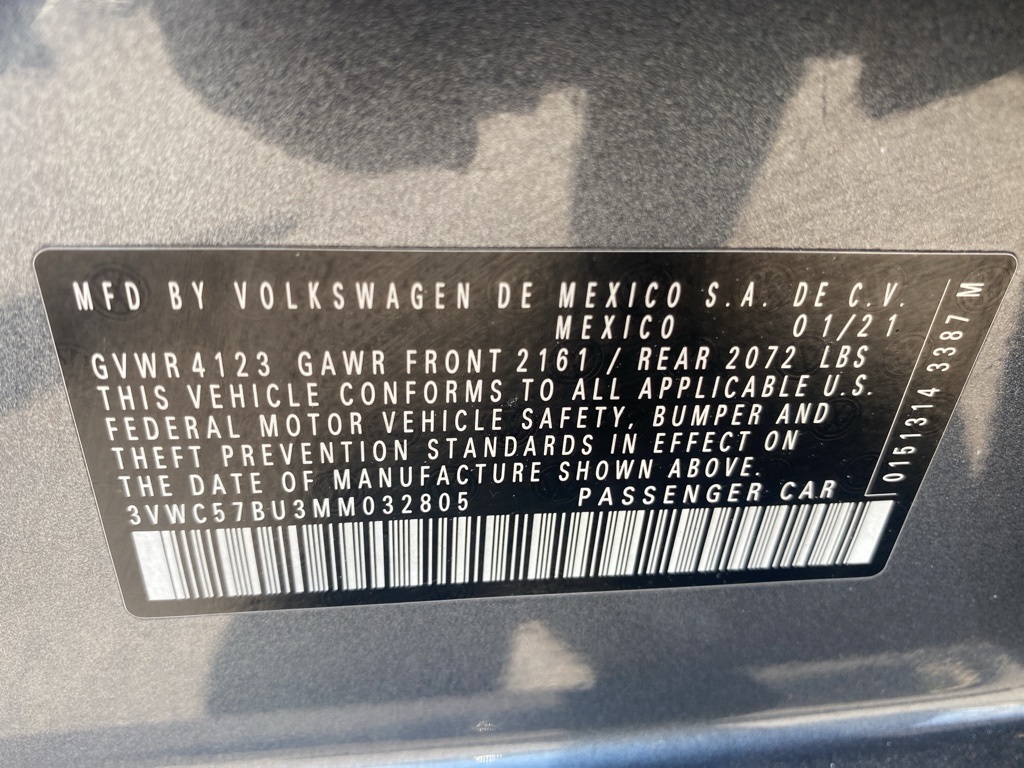 MFD BY VOLKSWAGEN DE MEXICO S.A. DE C.V.
MEXICO 01/21
GVWR 4123 GAWR FRONT 2161 / REAR 2072 LBS
THIS VEHICLE CONFORMS TO ALL APPLICABLE U.S.
FEDERAL MOTOR VEHICLE SAFETY, BUMPER AND
THEFT PREVENTION STANDARDS IN EFFECT ON
THE DATE OF MANUFACTURE SHOWN ABOVE.
3VWC57BU3MM032805 PASSENGER CAR
0151314 3387 M